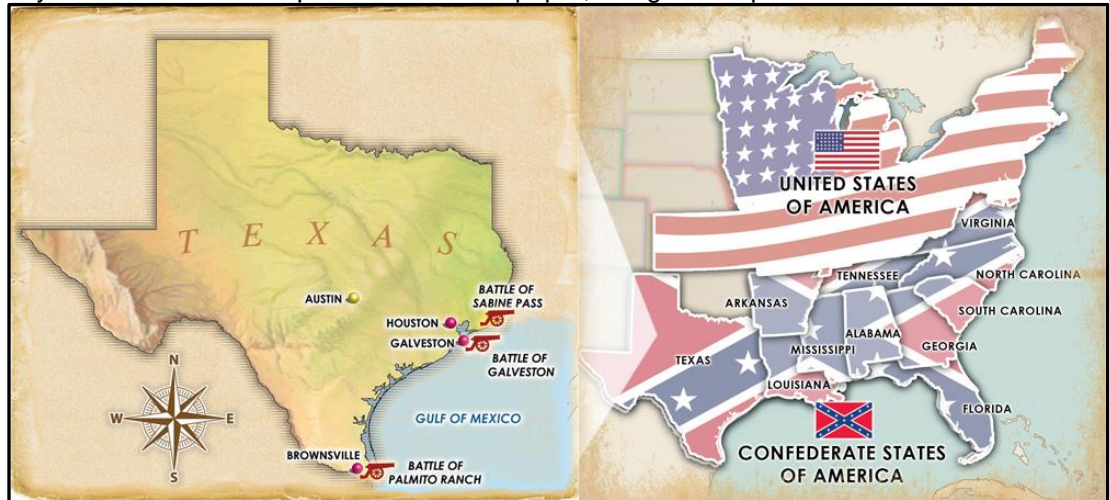 T E X A S
AUSTIN
BATTLE OF
SABINE PASS
HOUSTON
GALVESTON
BATTLE OF
GALVESTON
GULF OF MEXICO
BROWNSVILLE
BATTLE OF
PALMITO RANCH
N
W E
S
UNITED STATES
OF AMERICA
VIRGINIA
TENNESSEE
NORTH CAROLINA
ARKANSAS
SOUTH CAROLINA
ALABAMA
MISSISSIPPI
GEORGIA
TEXAS
LOUISIANA
FLORIDA
CONFEDERATE STATES
OF AMERICA